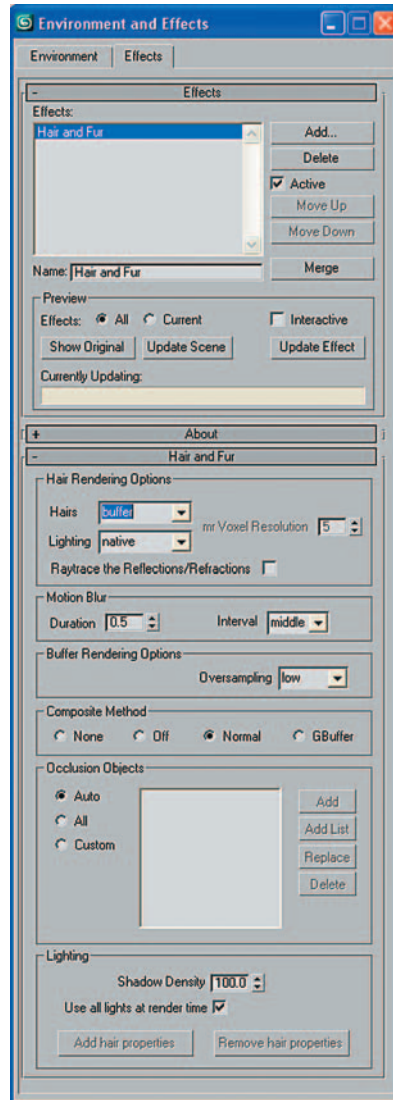 Environment and Effects
Environment Effects
- Effects
Effects:
Hair and Fur
Add...
Delete
Active
Move Up
Move Down
Name: Hair and Fur
Merge
Preview
Effects: All Current Interactive
Show Original Update Scene Update Effect
Currently Updating:
+ About
- Hair and Fur
Hair Rendering Options
Hairs buffer
mr Voxel Resolution 5
Lighting native
Raytrace the Reflections/Refractions
Motion Blur
Duration 0.5 Interval middle
Buffer Rendering Options
Oversampling low
Composite Method
None Off Normal GBuffer
Occlusion Objects
Auto
All
Custom
Add
Add List
Replace
Delete
Lighting
Shadow Density 100.0
Use all lights at render time
Add hair properties Remove hair properties